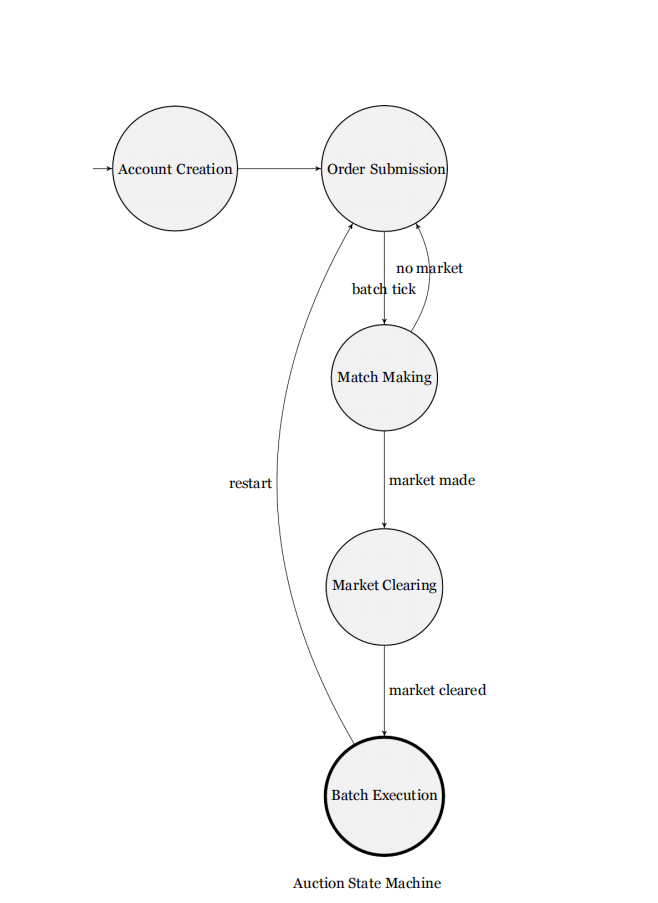 Account Creation
Order Submission
no market
batch tick
Match Making
restart
market made
Market Clearing
market cleared
Batch Execution
Auction State Machine